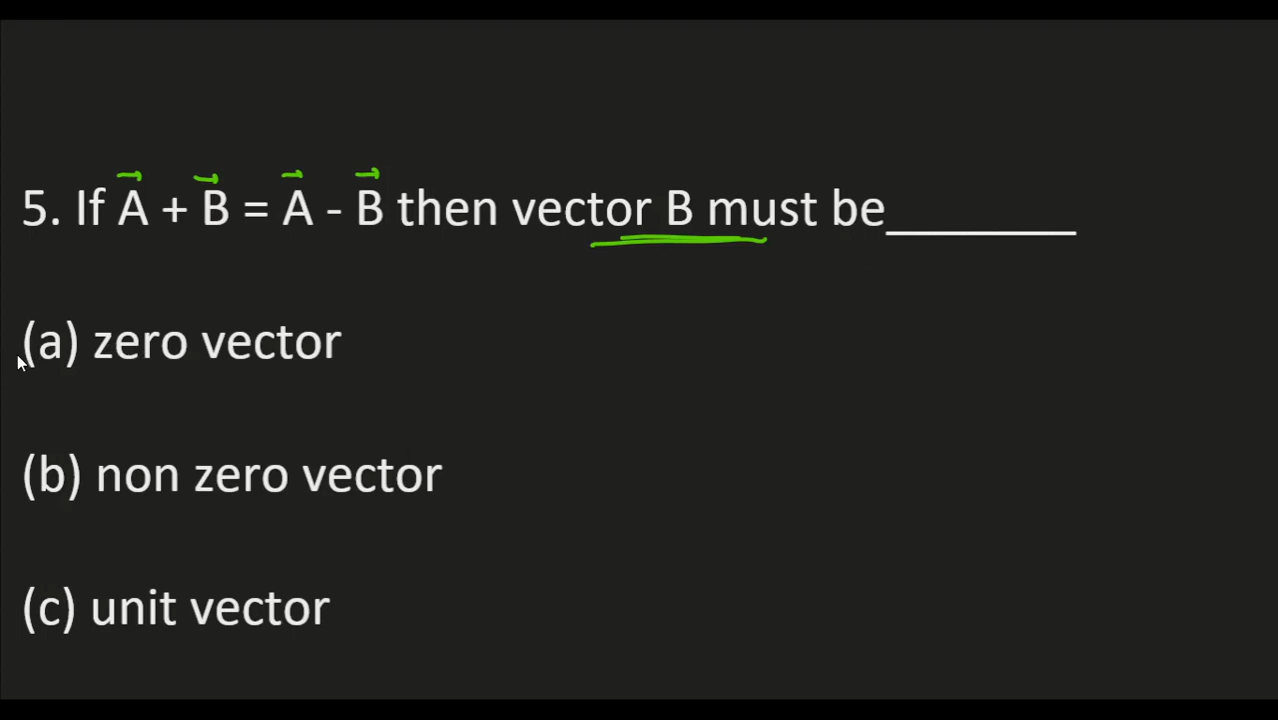 5. If A⃗ + B⃗ = A⃗ - B⃗ then vector B must be________
(a) zero vector
(b) non zero vector
(c) unit vector